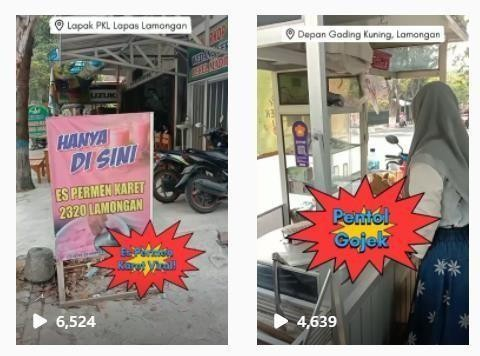 Lapak PKL Lapas Lamongan
UZUKI
HANYA
DI SINI
ES PERMEN KARET
2320 LAMONGAN
Es Permen
Karet Viral!
6,524
Depan Gading Kuning, Lamongan
Pentol
Gojek
4,639